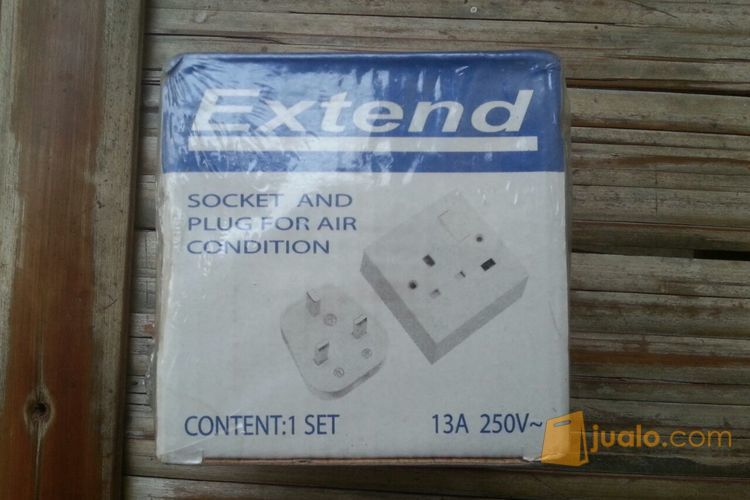 Extend
SOCKET AND
PLUG FOR AIR
CONDITION
CONTENT:1 SET
13A 250V~
jualo.com